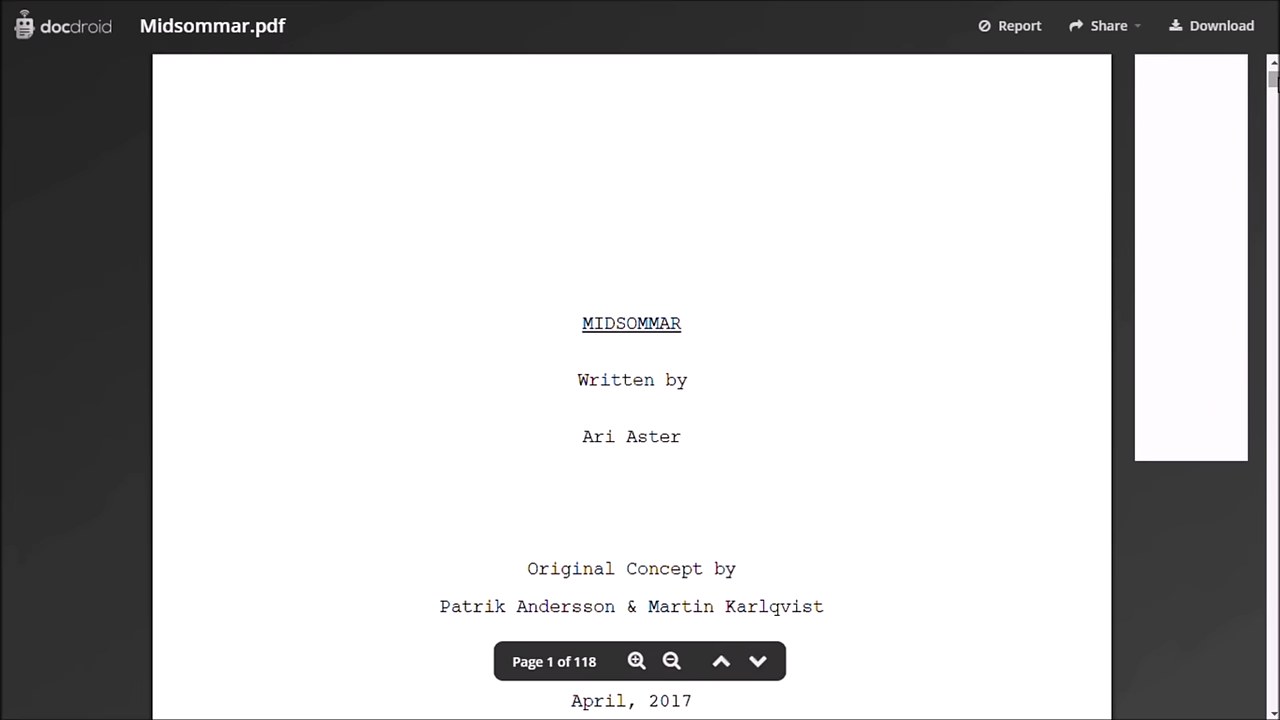 docdroid Midsommar.pdf Report Share Download
MIDSOMMAR
Written by
Ari Aster
Original Concept by
Patrik Andersson & Martin Karlqvist
Page 1 of 118
April, 2017